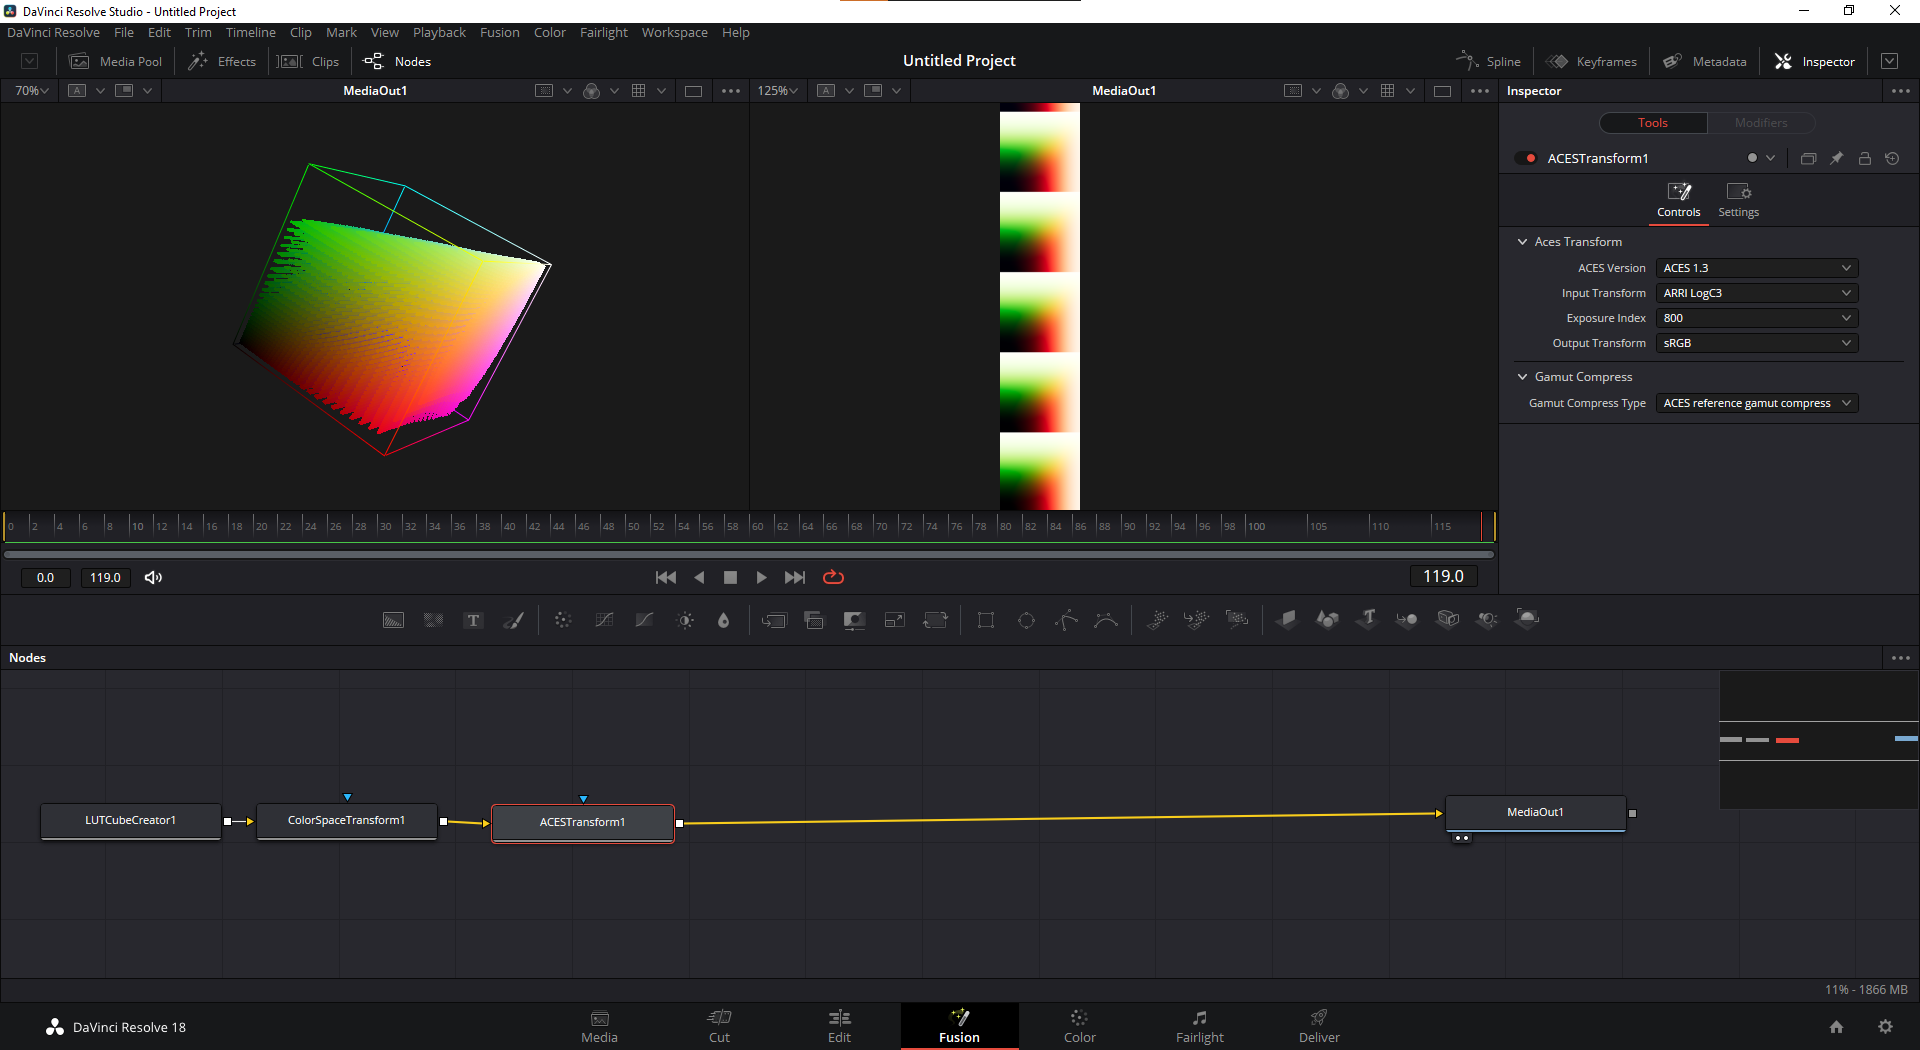 DaVinci Resolve Studio - Untitled Project
DaVinci Resolve File Edit Trim Timeline Clip Mark View Playback Fusion Color Fairlight Workspace Help
Media Pool Effects Clips Nodes Untitled Project Spline Keyframes Metadata Inspector
70% A MediaOut1 125% A MediaOut1 Inspector
Tools Modifiers
ACESTransform1
Controls Settings
Aces Transform
ACES Version ACES 1.3
Input Transform ARRI LogC3
Exposure Index 800
Output Transform sRGB
Gamut Compress
Gamut Compress Type ACES reference gamut compress
0 2 4 6 8 10 12 14 16 18 20 22 24 26 28 30 32 34 36 38 40 42 44 46 48 50 52 54 56 58 60 62 64 66 68 70 72 74 76 78 80 82 84 86 88 90 92 94 96 98 100 105 110 115
0.0 119.0 119.0
T T
Nodes
LUTCubeCreator1 ColorSpaceTransform1 ACESTransform1 MediaOut1
11% - 1866 MB
DaVinci Resolve 18 Media Cut Edit Fusion Color Fairlight Deliver